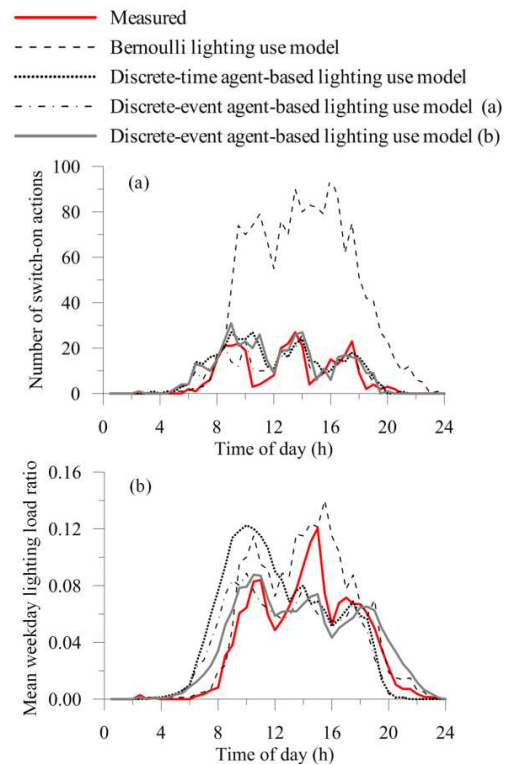 Measured
Bernoulli lighting use model
Discrete-time agent-based lighting use model
Discrete-event agent-based lighting use model (a)
Discrete-event agent-based lighting use model (b)
(a)
Number of switch-on actions
100
80
60
40
20
0
0 4 8 12 16 20 24
Time of day (h)
(b)
Mean weekday lighting load ratio
0.16
0.12
0.08
0.04
0.00
0 4 8 12 16 20 24
Time of day (h)